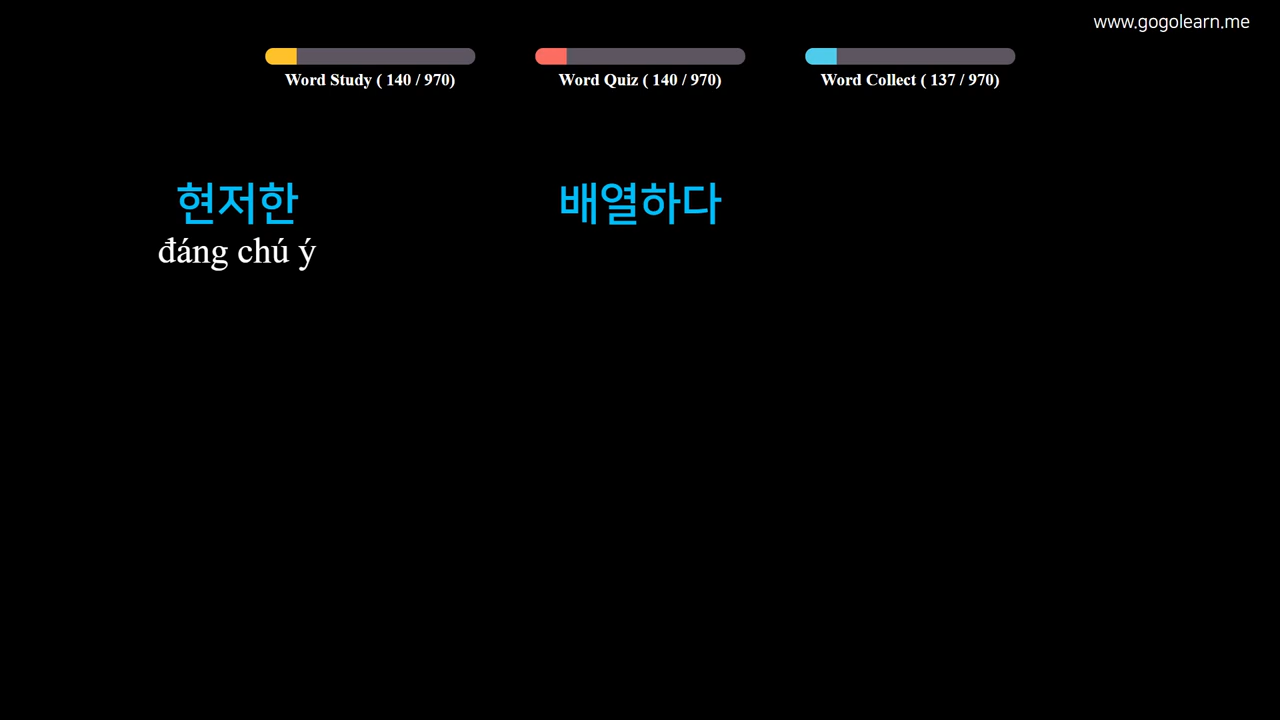 www.gogolearn.me
Word Study ( 140 / 970)
Word Quiz ( 140 / 970)
Word Collect ( 137 / 970)
현저한
đáng chú ý
배열하다